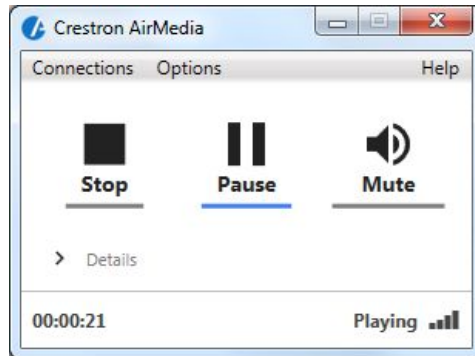 Crestron AirMedia
Connections Options Help
Stop Pause Mute
Details
00:00:21 Playing